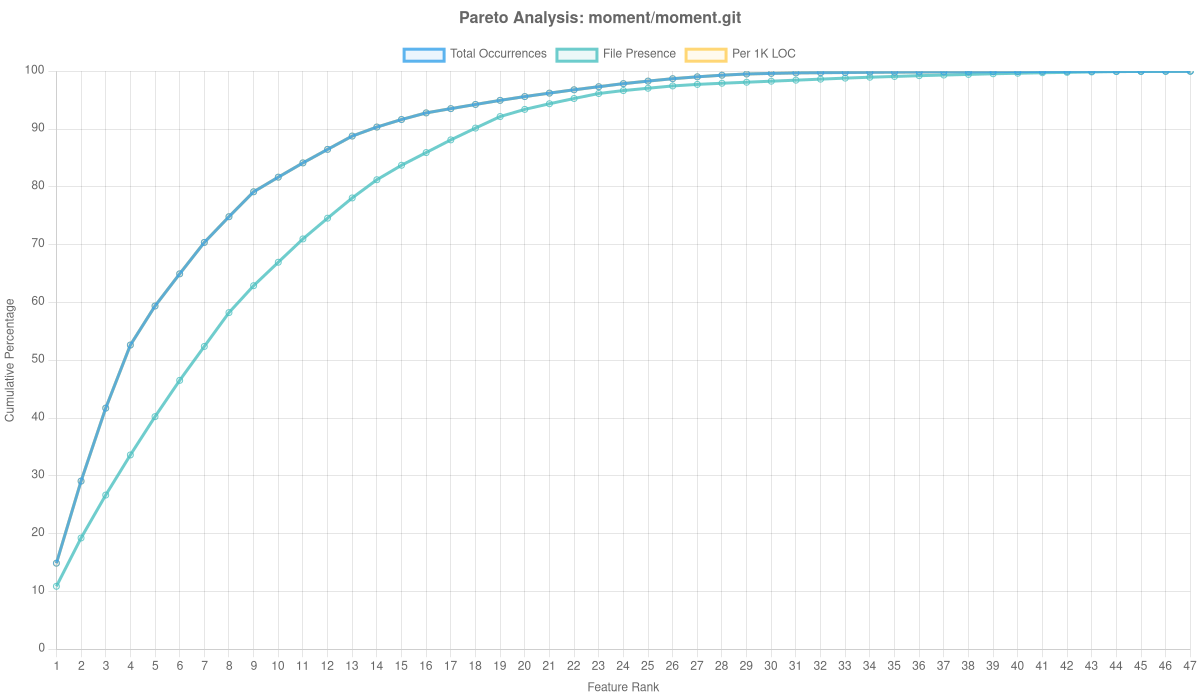 Pareto Analysis: moment/moment.git
Total Occurrences File Presence Per 1K LOC
100
90
80
70
60
50
40
30
20
10
0
Cumulative Percentage
1 2 3 4 5 6 7 8 9 10 11 12 13 14 15 16 17 18 19 20 21 22 23 24 25 26 27 28 29 30 31 32 33 34 35 36 37 38 39 40 41 42 43 44 45 46 47
Feature Rank